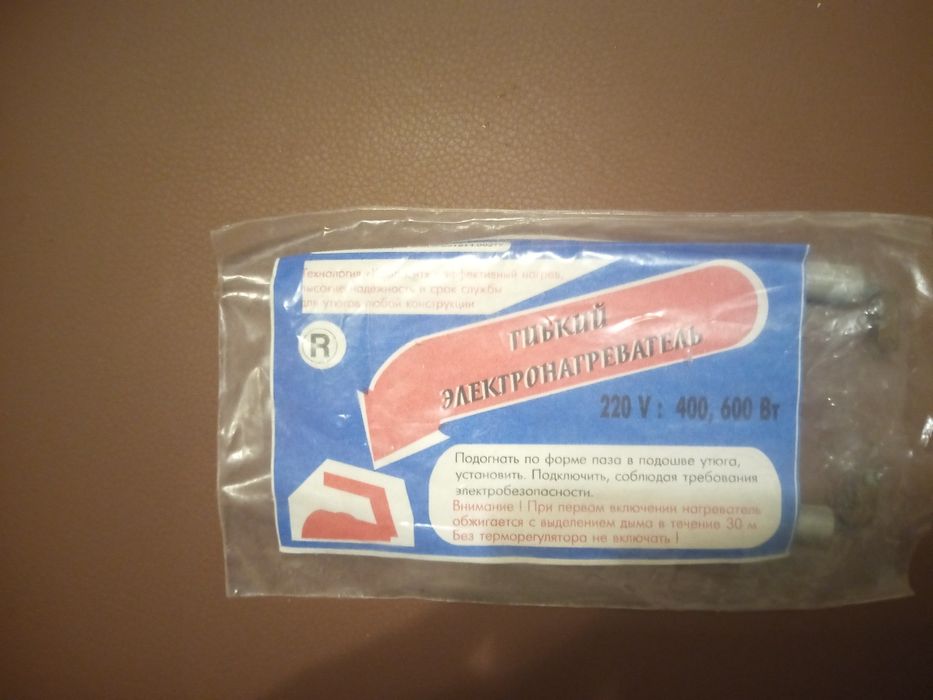 Технология эффективный нагрев,
высокие надежность и срок службы
для утюгов любой конструкции
R
ГИБКИЙ
ЭЛЕКТРОНАГРЕВАТЕЛЬ
220 V : 400, 600 Вт
Подогнать по форме паза в подошве утюга,
установить. Подключить, соблюдая требования
электробезопасности.
Внимание ! При первом включении нагреватель
обжигается с выделением дыма в течение 30 м
Без терморегулятора не включать !